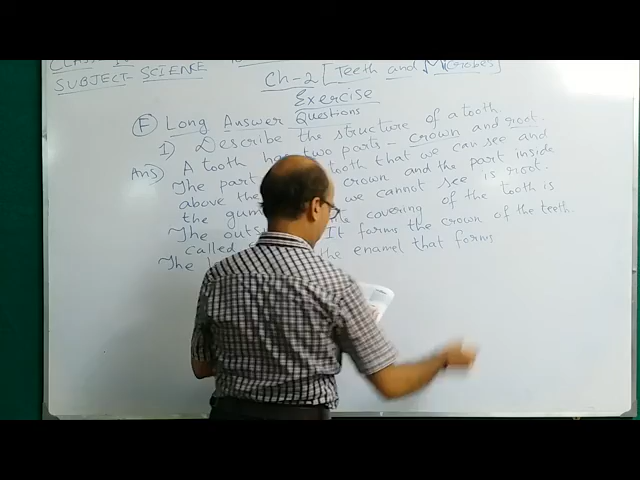 SUBJECT- SCIENCE
Ch-2 [Teeth and Microbes]
Exercise
(F) Long Answer Questions
1) Describe the structure of a tooth.
Ans) A tooth has two parts - crown and root.
The part tooth that we can see and
above the crown and the part inside
the gum we cannot see is root.
The outs covering of the tooth is
called It forms the crown of the teeth.
The the enamel that forms